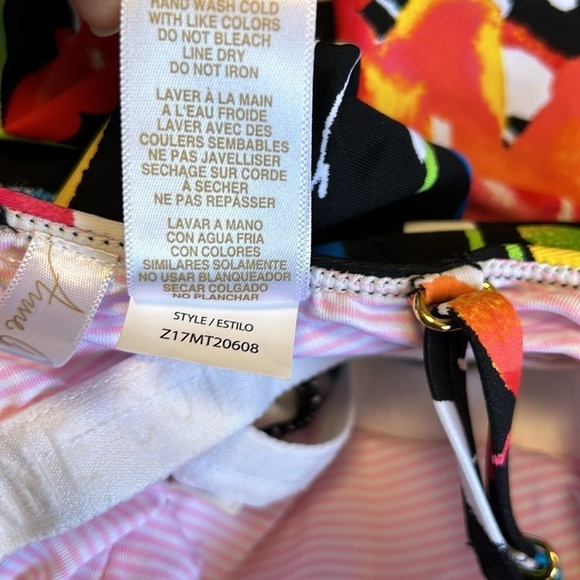 HAND WASH COLD
WITH LIKE COLORS
DO NOT BLEACH
LINE DRY
DO NOT IRON
LAVER À LA MAIN
A L'EAU FROIDE
LAVER AVEC DES
COULERS SEMBABLES
NE PAS JAVELLISER
SECHAGE SUR CORDE
À SECHER
NE PAS REPASSER
LAVAR A MANO
CON AGUA FRIA
CON COLORES
SIMILARES SOLAMENTE
NO USAR BLANQUEN
SECAR COLGADO
NO PLANCHAR
STYLE / ESTILO
Z17MT20608
Anne